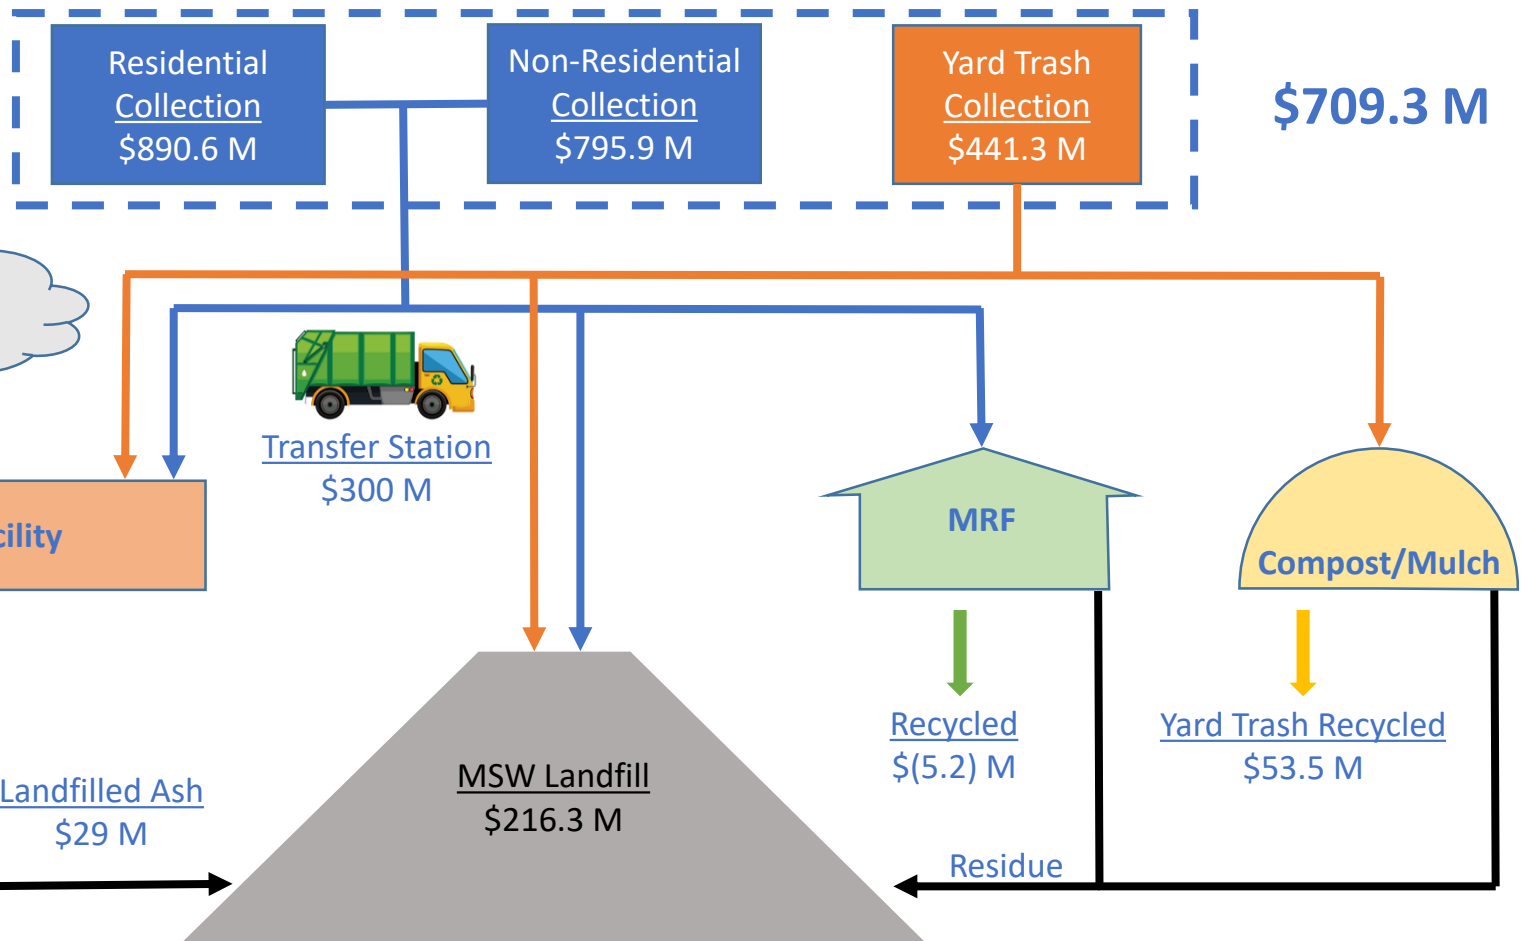 Residential
Collection
$890.6 M
Non-Residential
Collection
$795.9 M
Yard Trash
Collection
$441.3 M
$709.3 M
Transfer Station
$300 M
cility
MRF
Compost/Mulch
Recycled
$(5.2) M
Yard Trash Recycled
$53.5 M
MSW Landfill
$216.3 M
Landfilled Ash
$29 M
Residue